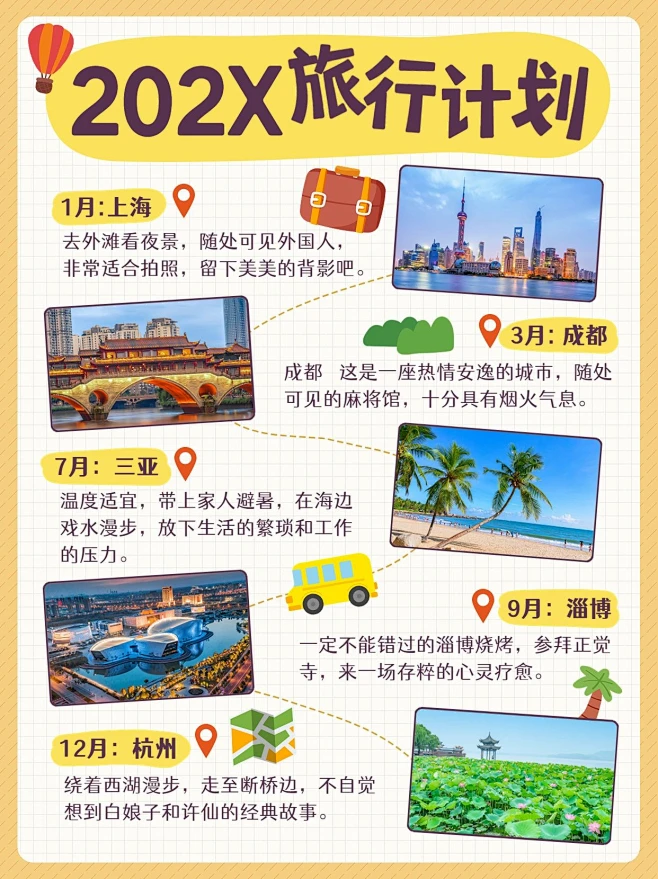 202X旅行计划
1月:上海
去外滩看夜景，随处可见外国人，
非常适合拍照，留下美美的背影吧。
3月: 成都
成都 这是一座热情安逸的城市，随处
可见的麻将馆，十分具有烟火气息。
7月: 三亚
温度适宜，带上家人避暑，在海边
戏水漫步，放下生活的繁琐和工作
的压力。
9月: 淄博
一定不能错过的淄博烧烤，参拜正觉
寺，来一场存粹的心灵疗愈。
12月: 杭州
绕着西湖漫步，走至断桥边，不自觉
想到白娘子和许仙的经典故事。